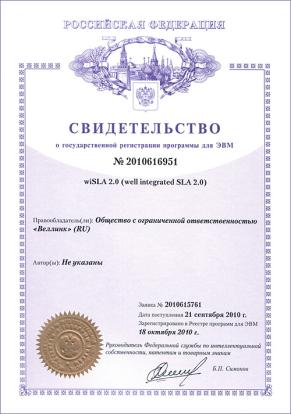 РОССИЙСКАЯ ФЕДЕРАЦИЯ
СВИДЕТЕЛЬСТВО
о государственной регистрации программы для ЭВМ
№ 2010616951
wiSLA 2.0 (well integrated SLA 2.0)
Правообладатель(ли): Общество с ограниченной ответственностью
«Веллинк» (RU)
Автор(ы): Не указаны
Заявка № 2010615761
Дата поступления 21 сентября 2010 г.
Зарегистрировано в Реестре программ для ЭВМ
18 октября 2010 г.
Руководитель Федеральной службы по интеллектуальной
собственности, патентам и товарным знакам
Б.П. Симонов